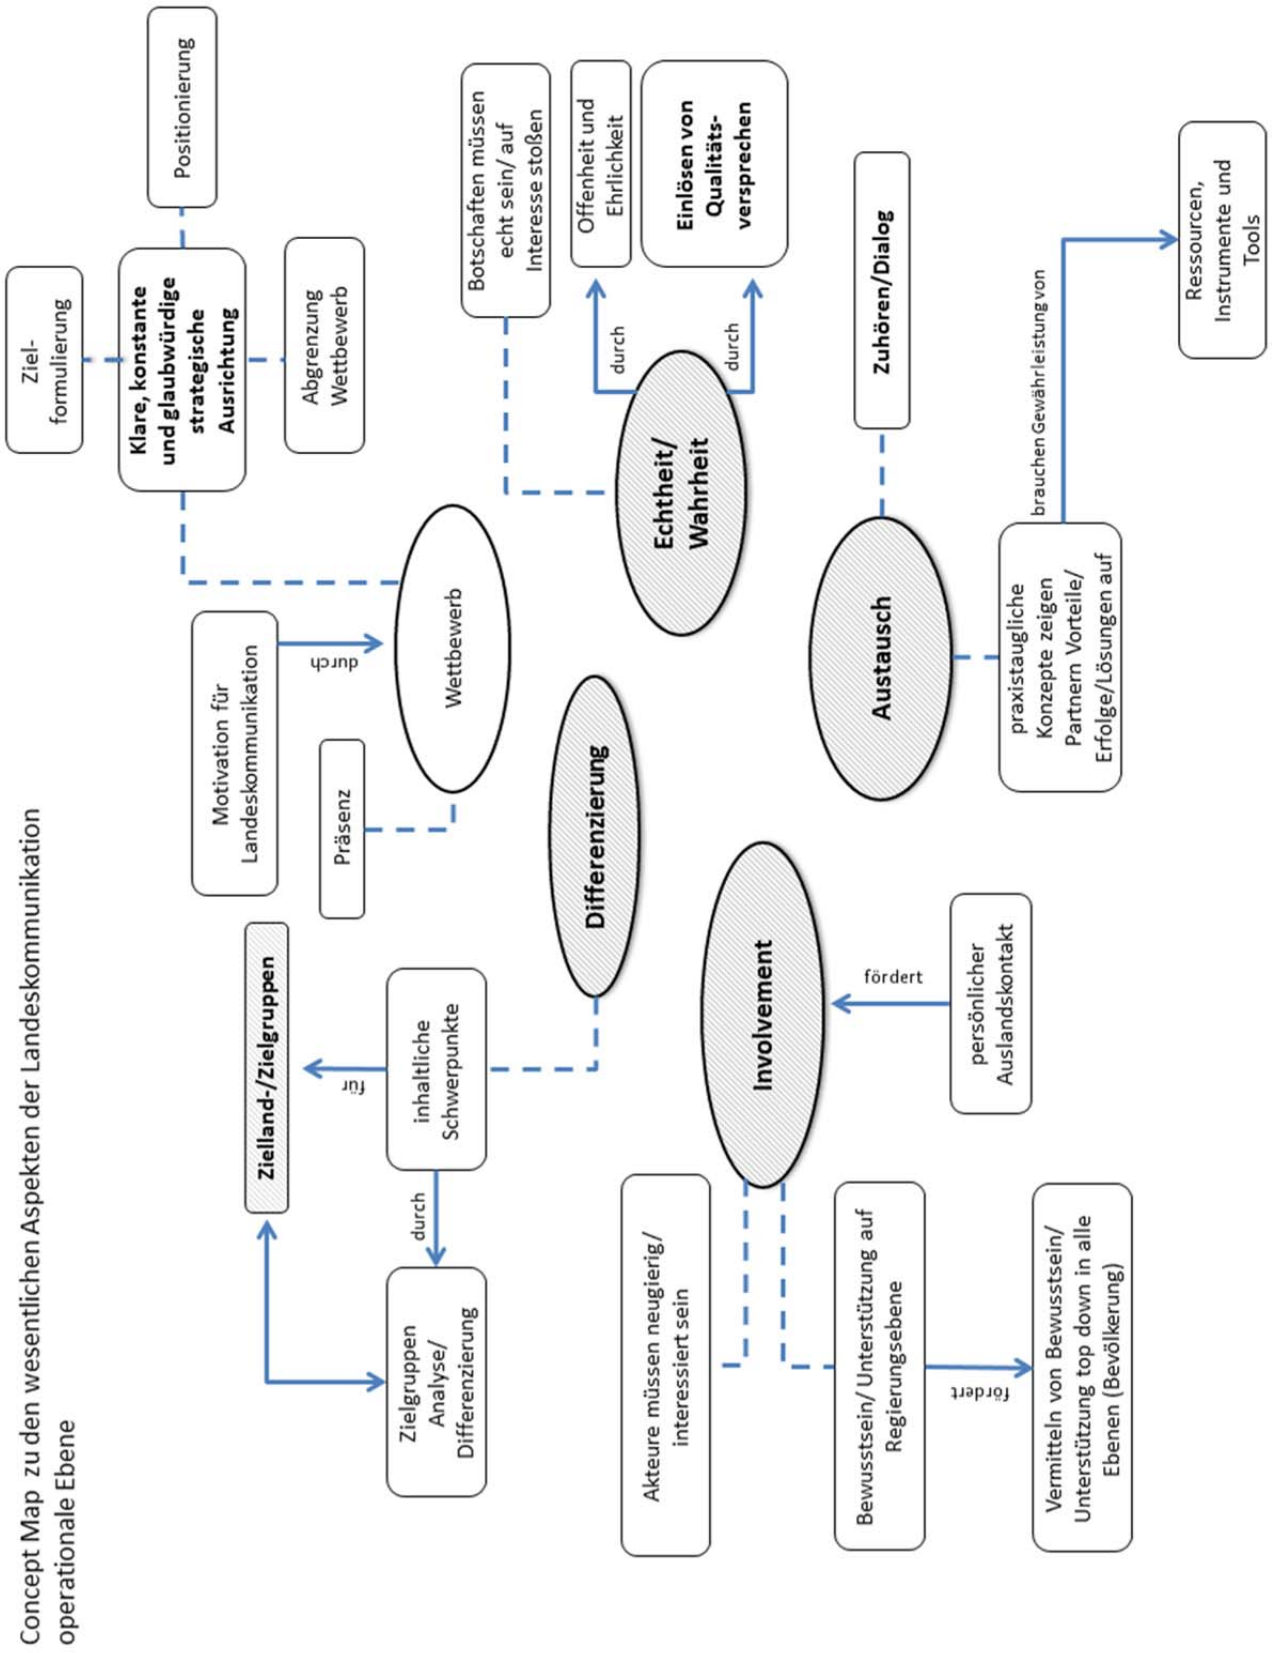 Concept Map  zu den wesentlichen Aspekten der Landeskommunikation
operationale Ebene
Ziel-
formulierung
Klare, konstante
und glaubwürdige
strategische
Ausrichtung
Positionierung
Abgrenzung
Wettbewerb
Motivation für
Landeskommunikation
durch
Präsenz
Wettbewerb
Zielland-/Zielgruppen
für
inhaltliche
Schwerpunkte
durch
Zielgruppen
Analyse/
Differenzierung
Differenzierung
Botschaften müssen
echt sein/ auf
Interesse stoßen
Echtheit/
Wahrheit
durch
Offenheit und
Ehrlichkeit
durch
Einlösen von
Qualitäts-
versprechen
Involvement
Akteure müssen neugierig/
interessiert sein
Bewusstsein/ Unterstützung auf
Regierungsebene
fördert
Vermitteln von Bewusstsein/
Unterstützung top down in alle
Ebenen (Bevölkerung)
fördert
persönlicher
Auslandskontakt
Austausch
Zuhören/Dialog
praxistaugliche
Konzepte zeigen
Partnern Vorteile/
Erfolge/Lösungen auf
brauchen Gewährleistung von
Ressourcen,
Instrumente und
Tools